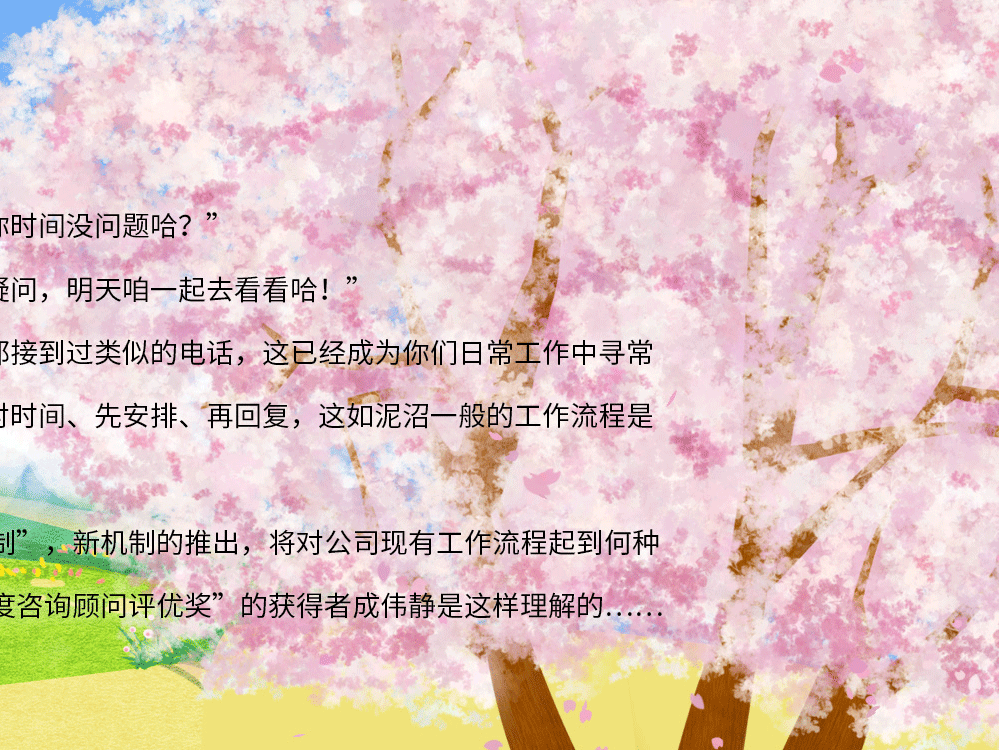 时间没问题哈？”
问，明天咱一起去看看哈！”
接到过类似的电话，这已经成为你们日常工作中寻常
时间、先安排、再回复，这如泥沼一般的工作流程是
制”，新机制的推出，将对公司现有工作流程起到何种
度咨询顾问评优奖”的获得者成伟静是这样理解的……